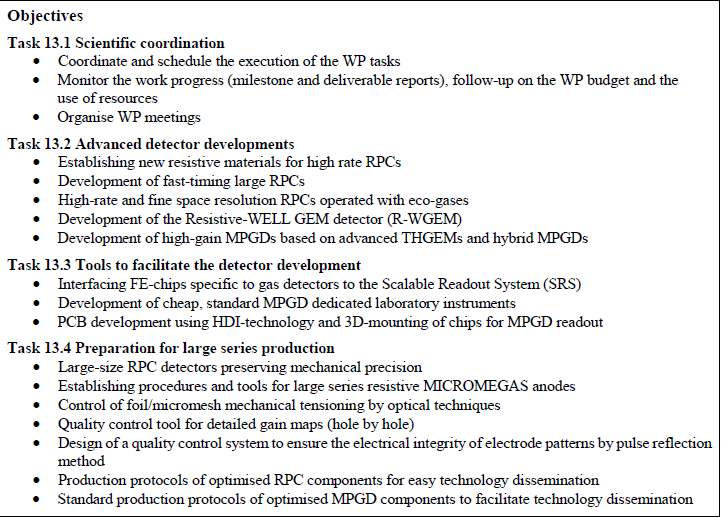 Objectives
Task 13.1 Scientific coordination
• Coordinate and schedule the execution of the WP tasks
• Monitor the work progress (milestone and deliverable reports), follow-up on the WP budget and the
use of resources
• Organise WP meetings
Task 13.2 Advanced detector developments
• Establishing new resistive materials for high rate RPCs
• Development of fast-timing large RPCs
• High-rate and fine space resolution RPCs operated with eco-gases
• Development of the Resistive-WELL GEM detector (R-WGEM)
• Development of high-gain MPGDs based on advanced THGEMs and hybrid MPGDs
Task 13.3 Tools to facilitate the detector development
• Interfacing FE-chips specific to gas detectors to the Scalable Readout System (SRS)
• Development of cheap, standard MPGD dedicated laboratory instruments
• PCB development using HDI-technology and 3D-mounting of chips for MPGD readout
Task 13.4 Preparation for large series production
• Large-size RPC detectors preserving mechanical precision
• Establishing procedures and tools for large series resistive MICROMEGAS anodes
• Control of foil/micromesh mechanical tensioning by optical techniques
• Quality control tool for detailed gain maps (hole by hole)
• Design of a quality control system to ensure the electrical integrity of electrode patterns by pulse reflection
method
• Production protocols of optimised RPC components for easy technology dissemination
• Standard production protocols of optimised MPGD components to facilitate technology dissemination